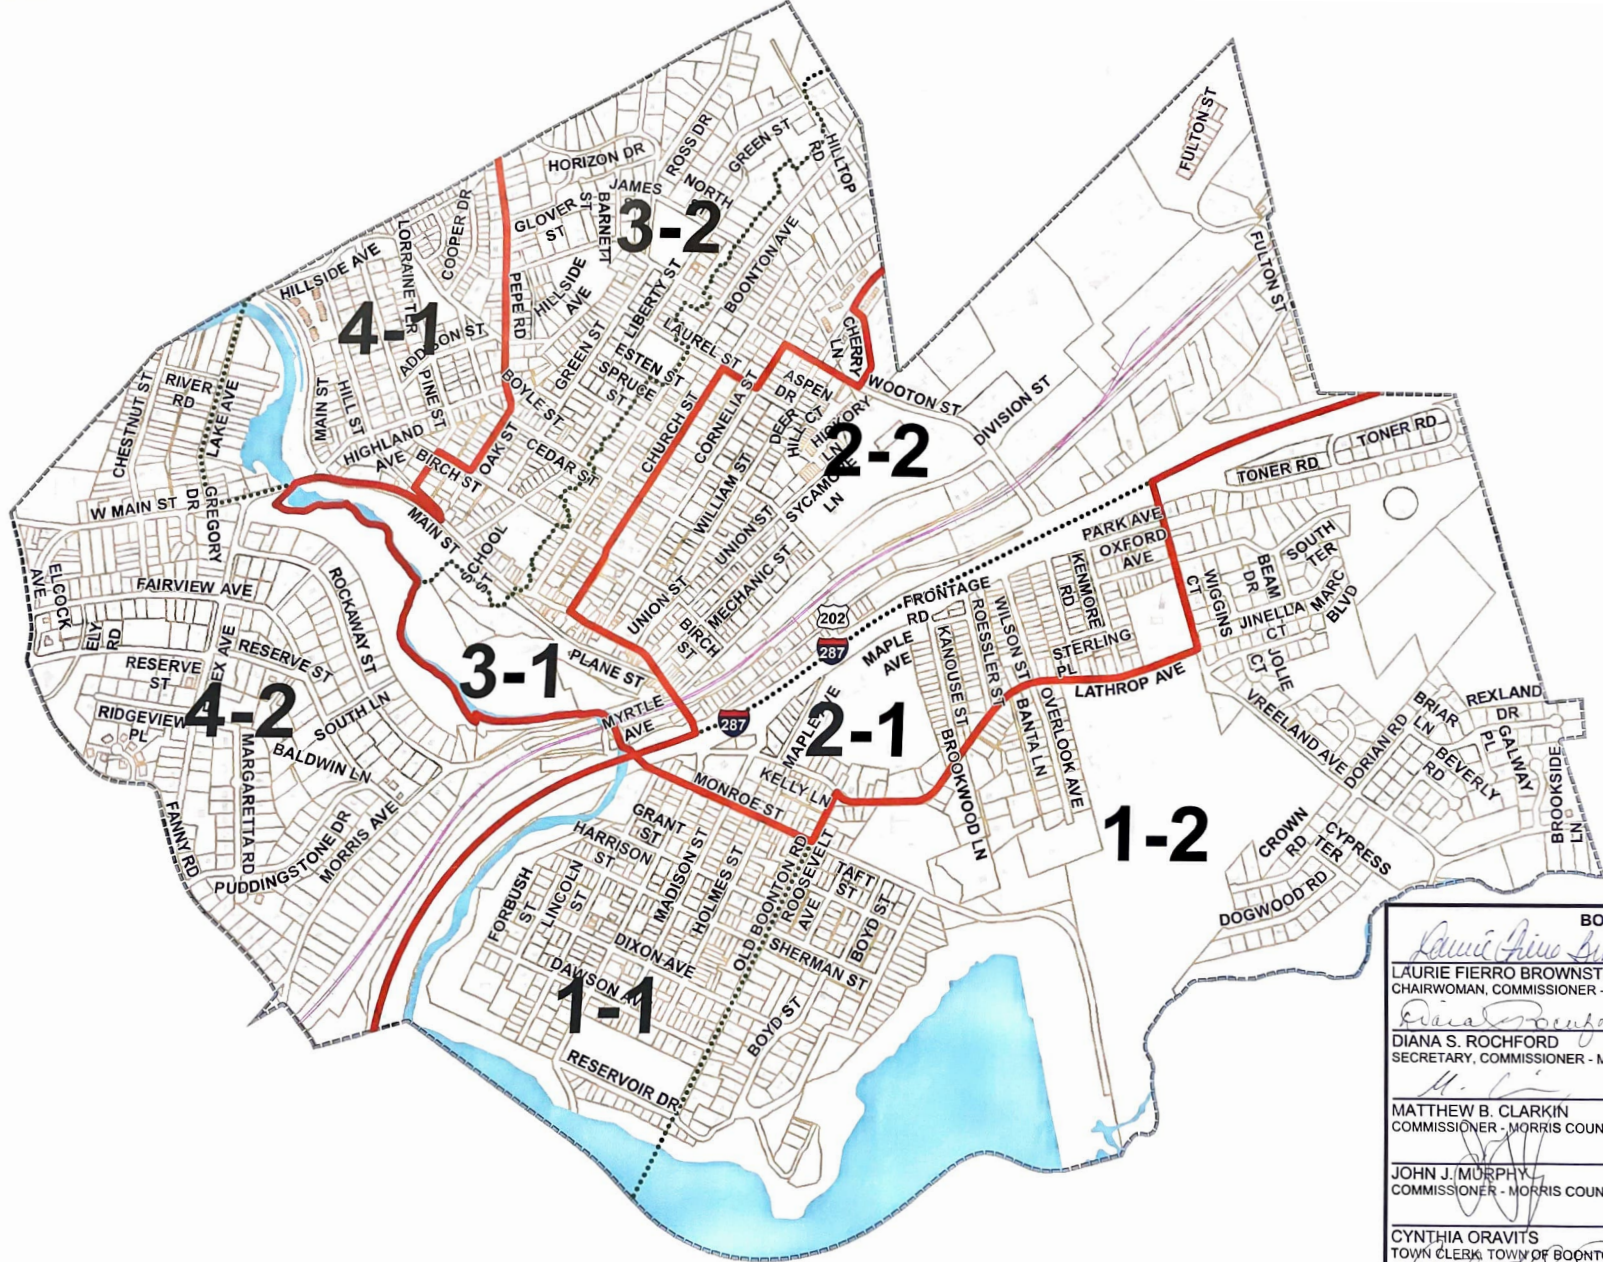 FULTON ST
FULTON ST
HORIZON DR
ROSS DR
GREEN ST
HILLTOP
RD
JAMES
ST
NORTH
BARNETT
GLOVER
ST
3-2
COOPER DR
LORRAINE TER
HILLSIDE AVE
4-1
ADDISON ST
PEPE RD
HILLSIDE
AVE
LIBERTY ST
BOONTON AVE
LAUREL ST
CHERRY
LN
GREEN ST
ESTEN ST
SPRUCE
ST
WOOTON ST
DIVISION ST
ASPEN
DR
DEER
HILL CT
HICKORY
LN
2-2
SYCAMORE
LN
CHESTNUT ST
RIVER
RD
LAKE AVE
MAIN ST
HILL ST
PINE ST
HIGHLAND
AVE
BOYLE ST
OAK ST
CEDAR ST
BIRCH ST
CHURCH ST
CORNELIA ST
WILLIAM ST
UNION ST
MECHANIC ST
UNION ST
BIRCH
ST
TONER RD
TONER RD
W MAIN ST
GREGORY
DR
MAIN ST
SCHOOL
ST
PARK AVE
OXFORD
AVE
KENMORE
RD
WIGGINS
CT
BEAM
DR
SOUTH
TER
MARC
BLVD
JINELLA
CT
JOLIE
CT
ELCOCK
AVE
FAIRVIEW AVE
ROCKAWAY ST
ELY
RD
ESSEX AVE
RESERVE ST
RESERVE
ST
RIDGEVIEW
PL
4-2
SOUTH LN
BALDWIN LN
MARGARETTA RD
FANNY RD
PUDDINGSTONE DR
MORRIS AVE
3-1
PLANE ST
MYRTLE
AVE
202
287
287
FRONTAGE
RD
MAPLE
AVE
MAPLE AVE
KANOUSE ST
ROESSLER ST
WILSON ST
STERLING
PL
LATHROP AVE
BANTA LN
OVERLOOK AVE
BROOKWOOD LN
2-1
KELLY LN
MONROE ST
VREELAND AVE
DORIAN RD
BRIAR
LN
REXLAND
DR
GALWAY
PL
BEVERLY
RD
BROOKSIDE
LN
1-2
CROWN
RD
CYPRESS
TER
DOGWOOD RD
GRANT
ST
HARRISON
ST
FORBUSH
ST
LINCOLN
ST
MADISON ST
HOLMES ST
OLD BOONTON RD
ROOSEVELT
AVE
TAFT
ST
BOYD ST
SHERMAN ST
DIXON AVE
DAWSON AVE
1-1
BOYD ST
RESERVOIR DR
BO
LAURIE FIERRO BROWNST
CHAIRWOMAN, COMMISSIONER -
DIANA S. ROCHFORD
SECRETARY, COMMISSIONER - M
MATTHEW B. CLARKIN
COMMISSIONER - MORRIS COUN
JOHN J. MURPHY
COMMISSIONER - MORRIS COUN
CYNTHIA ORAVITS
TOWN CLERK, TOWN OF BOONTO